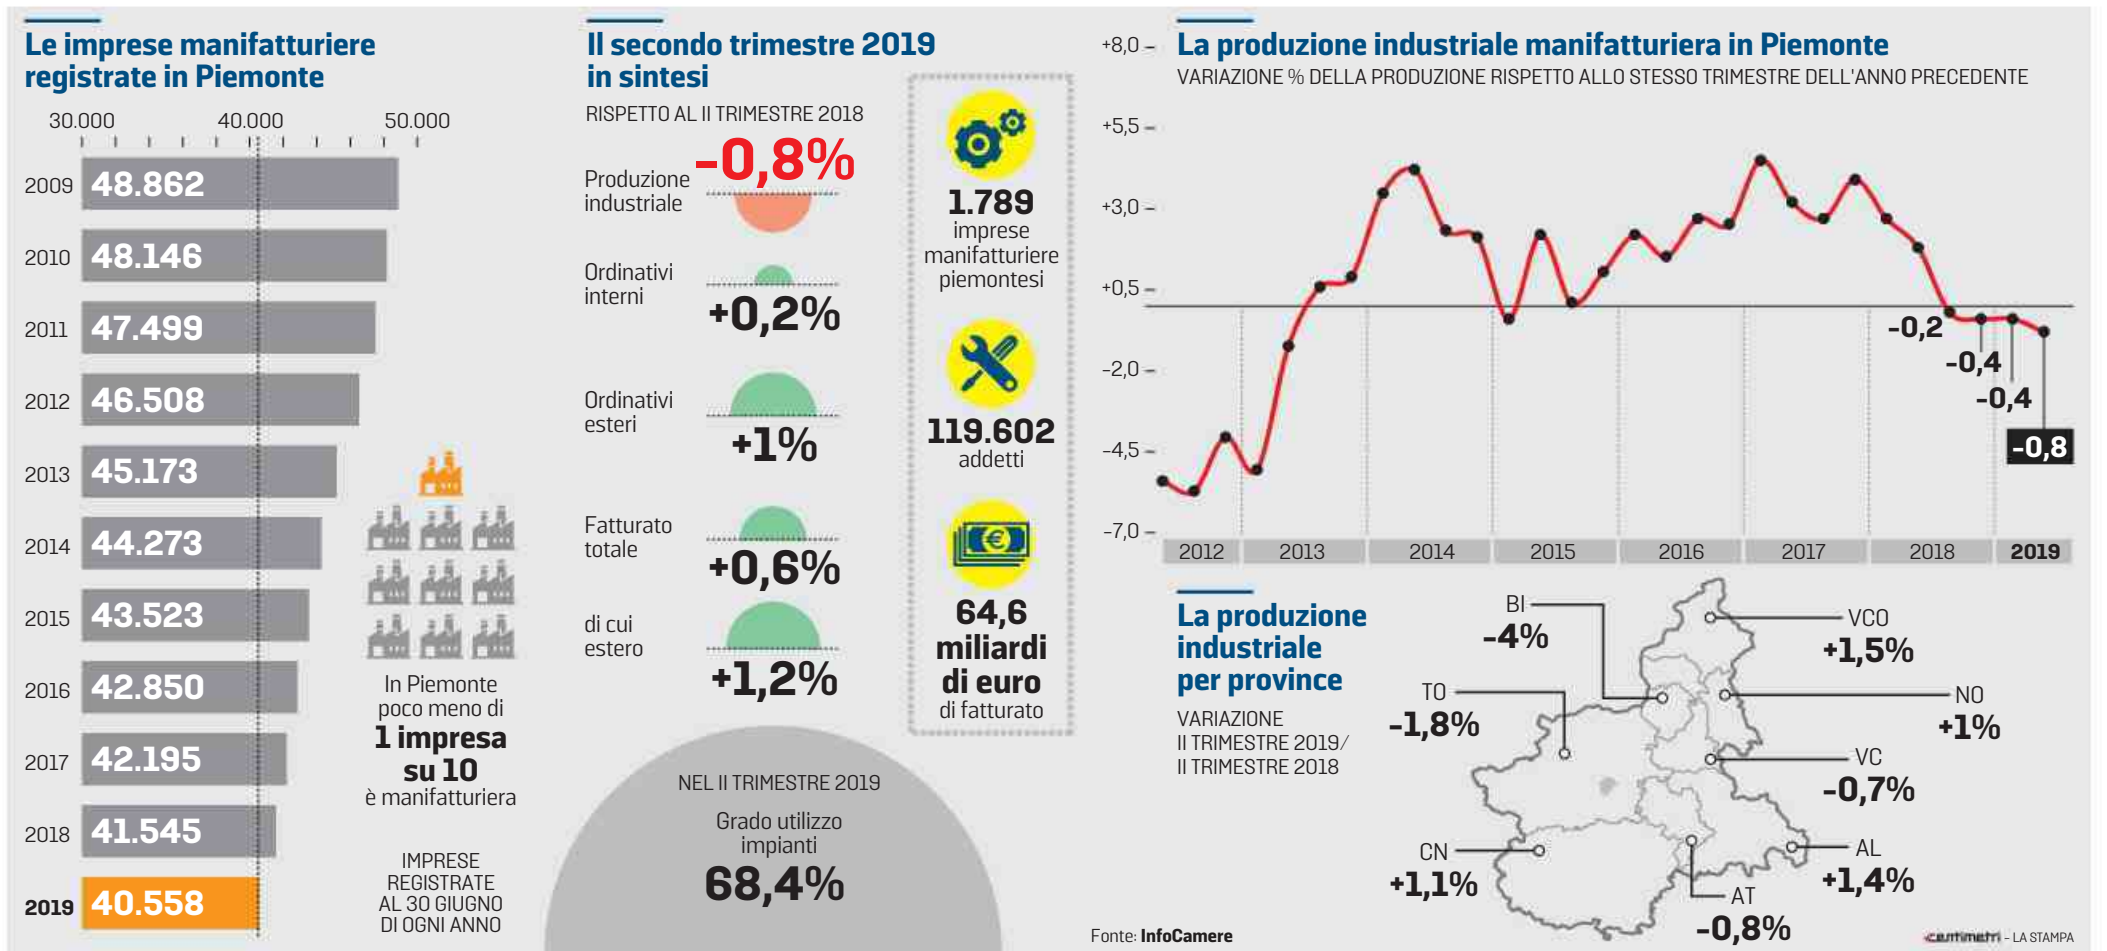 Le imprese manifatturiere
registrate in Piemonte
30.000 40.000 50.000
2009 48.862
2010 48.146
2011 47.499
2012 46.508
2013 45.173
2014 44.273
2015 43.523
2016 42.850
2017 42.195
2018 41.545
2019 40.558
In Piemonte
poco meno di
1 impresa
su 10
è manifatturiera
IMPRESE
REGISTRATE
AL 30 GIUGNO
DI OGNI ANNO
Il secondo trimestre 2019
in sintesi
RISPETTO AL II TRIMESTRE 2018
Produzione
industriale
-0,8%
Ordinativi
interni
+0,2%
Ordinativi
esteri
+1%
Fatturato
totale
+0,6%
di cui
estero
+1,2%
NEL II TRIMESTRE 2019
Grado utilizzo
impianti
68,4%
1.789
imprese
manifatturiere
piemontesi
119.602
addetti
64,6
miliardi
di euro
di fatturato
La produzione industriale manifatturiera in Piemonte
VARIAZIONE % DELLA PRODUZIONE RISPETTO ALLO STESSO TRIMESTRE DELL'ANNO PRECEDENTE
+8,0
+5,5
+3,0
+0,5
-2,0
-4,5
-7,0
-0,2
-0,4
-0,4
-0,8
2012 2013 2014 2015 2016 2017 2018 2019
La produzione
industriale
per province
VARIAZIONE
II TRIMESTRE 2019/
II TRIMESTRE 2018
BI
-4%
VCO
+1,5%
TO
-1,8%
NO
+1%
VC
-0,7%
CN
+1,1%
AL
+1,4%
AT
-0,8%
Fonte: InfoCamere
centimetri - LA STAMPA